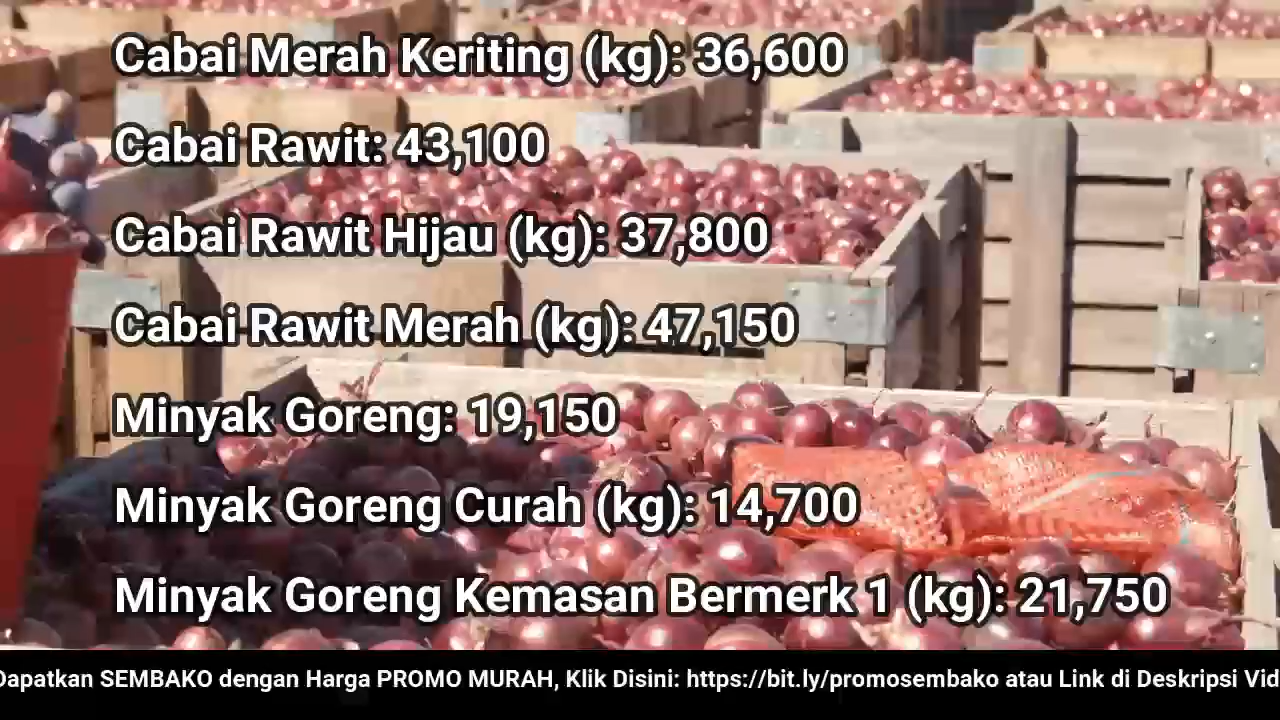 Cabai Merah Keriting (kg): 36,600
Cabai Rawit: 43,100
Cabai Rawit Hijau (kg): 37,800
Cabai Rawit Merah (kg): 47,150
Minyak Goreng: 19,150
Minyak Goreng Curah (kg): 14,700
Minyak Goreng Kemasan Bermerk 1 (kg): 21,750
Dapatkan SEMBAKO dengan Harga PROMO MURAH, Klik Disini: https://bit.ly/promosembako atau Link di Deskripsi Vid